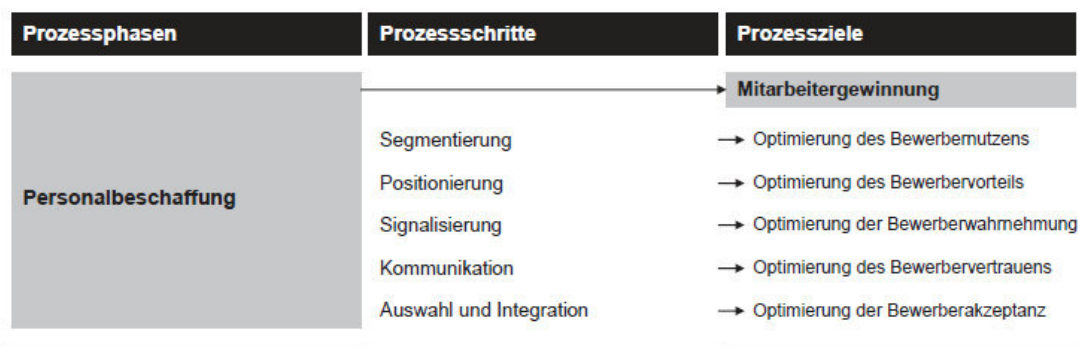 Prozessphasen Prozessschritte Prozessziele
Mitarbeitergewinnung
Segmentierung Optimierung des Bewerbernutzens
Positionierung Optimierung des Bewerbervorteils
Personalbeschaffung
Signalisierung Optimierung der Bewerberwahrnehmung
Kommunikation Optimierung des Bewerbervertrauens
Auswahl und Integration Optimierung der Bewerberakzeptanz